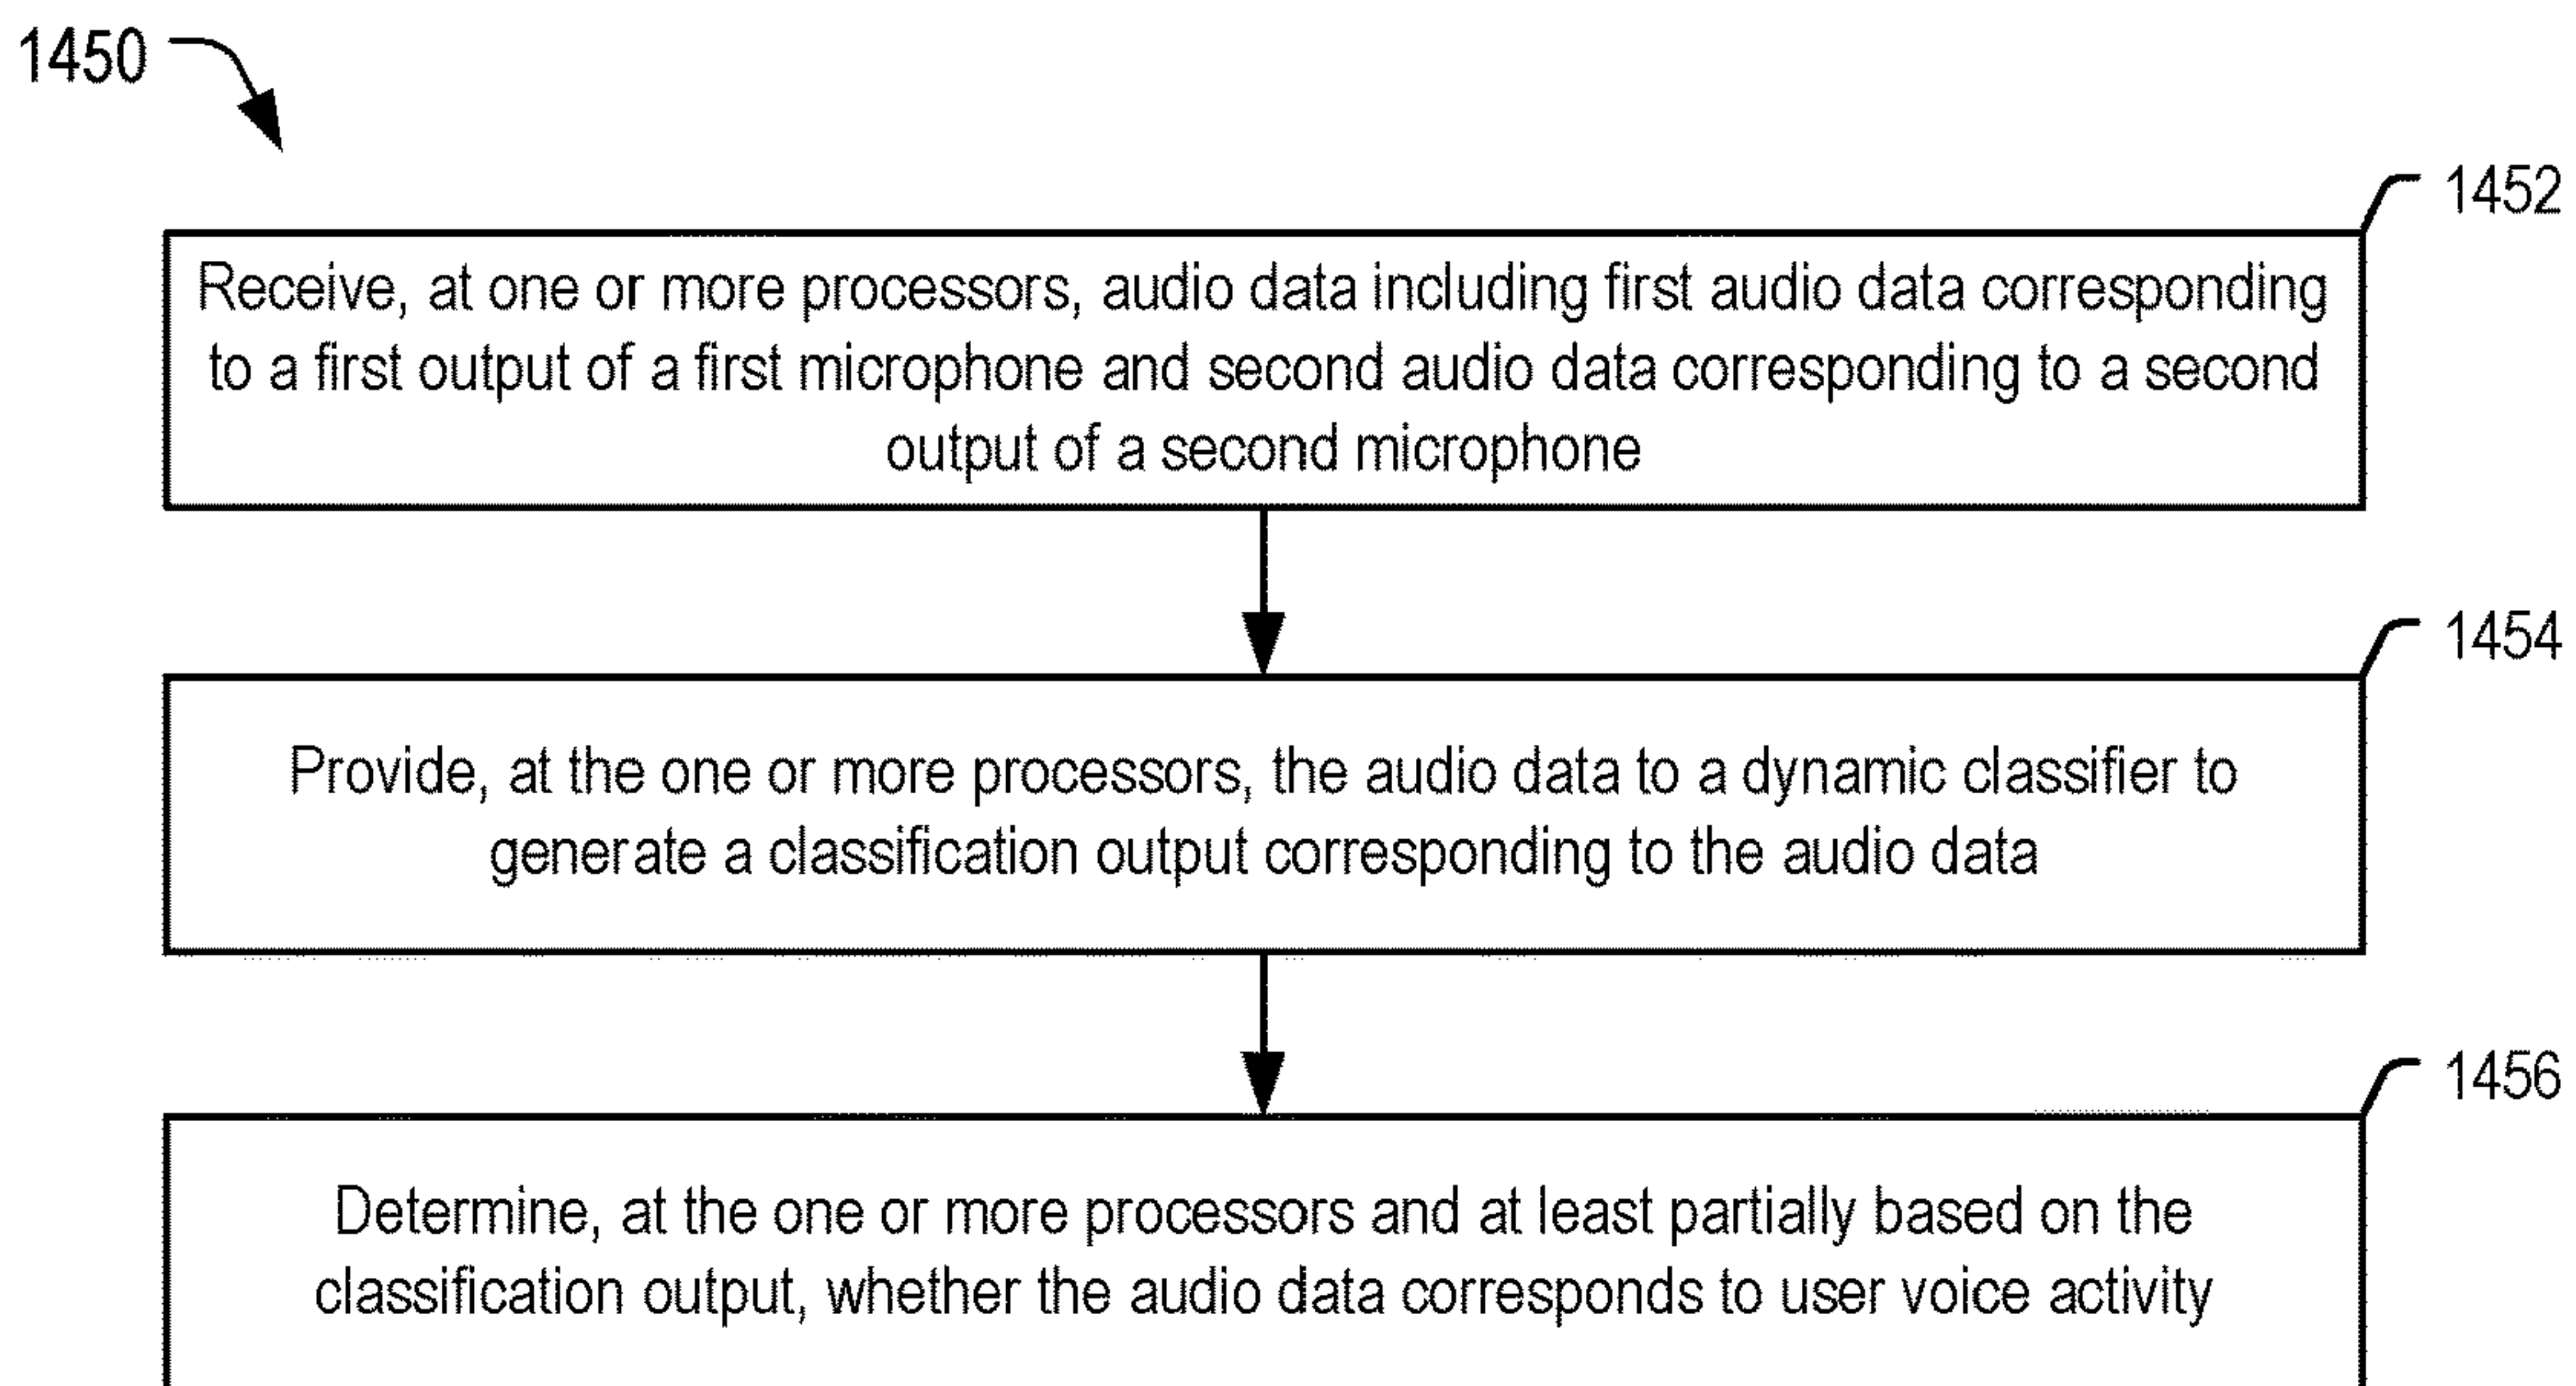 1450
1452
Receive, at one or more processors, audio data including first audio data corresponding
to a first output of a first microphone and second audio data corresponding to a second
output of a second microphone
1454
Provide, at the one or more processors, the audio data to a dynamic classifier to
generate a classification output corresponding to the audio data
1456
Determine, at the one or more processors and at least partially based on the
classification output, whether the audio data corresponds to user voice activity